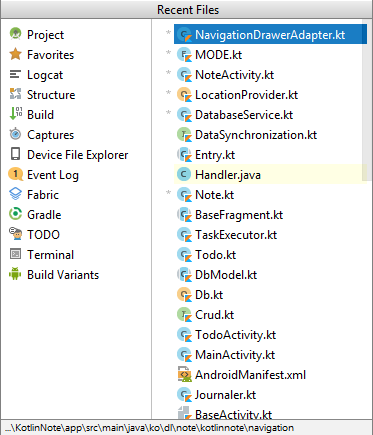 Recent Files
Project
Favorites
Logcat
Structure
Build
Captures
Device File Explorer
Event Log
Fabric
Gradle
TODO
Terminal
Build Variants
* NavigationDrawerAdapter.kt
* MODE.kt
* NoteActivity.kt
* LocationProvider.kt
* DatabaseService.kt
DataSynchronization.kt
Entry.kt
Handler.java
* Note.kt
BaseFragment.kt
TaskExecutor.kt
Todo.kt
DbModel.kt
Db.kt
Crud.kt
TodoActivity.kt
MainActivity.kt
AndroidManifest.xml
Journaler.kt
BaseActivity.kt
...\KotlinNote\app\src\main\java\ko\dl\note\kotlinnote\navigation